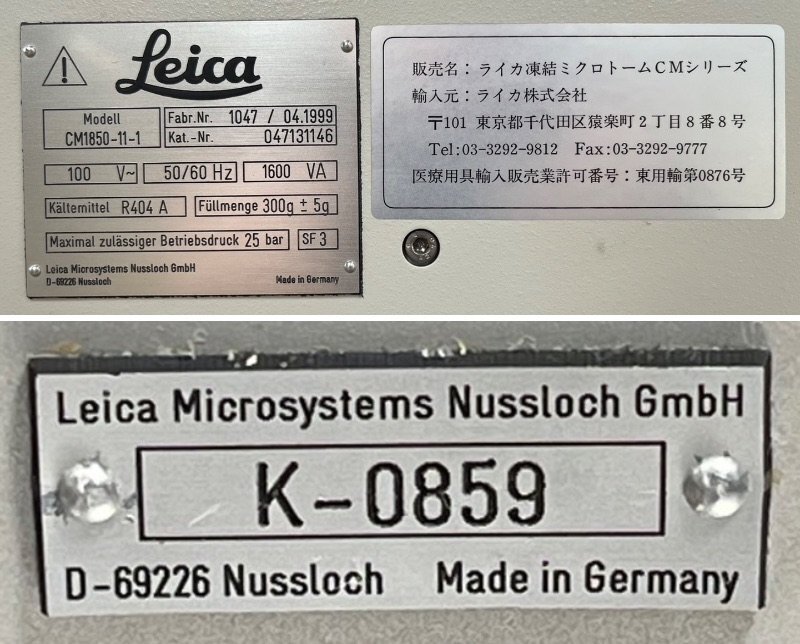 Leica
Modell
CM1850-11-1
Fabr.Nr. 1047 / 04.1999
Kat.-Nr. 047131146
100 V~ 50/60 Hz 1600 VA
Kältemittel R404 A Füllmenge 300g ± 5g
Maximal zulässiger Betriebsdruck 25 bar SF 3
Leica Microsystems Nussloch GmbH
D-69226 Nussloch Made in Germany
販売名：ライカ凍結ミクロトームCMシリーズ
輸入元：ライカ株式会社
〒101 東京都千代田区猿楽町2丁目8番8号
Tel:03-3292-9812 Fax:03-3292-9777
医療用具輸入販売業許可番号：東用輸第0876号
Leica Microsystems Nussloch GmbH
K-0859
D-69226 Nussloch Made in Germany